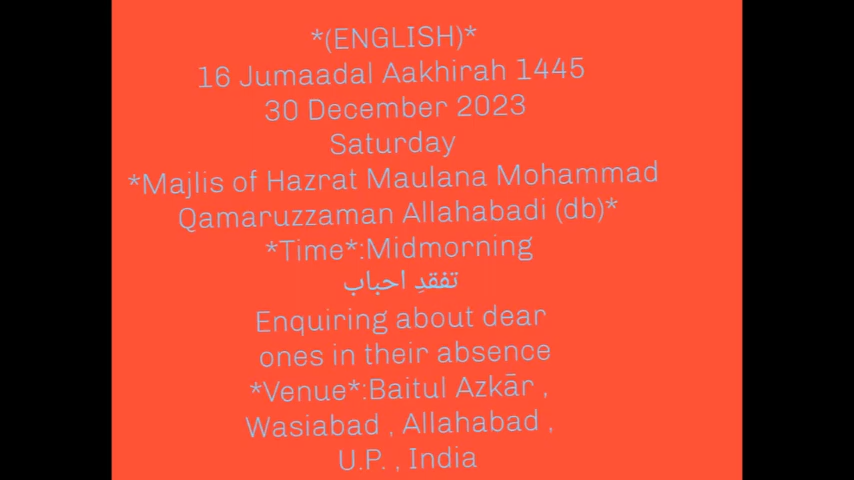 *(ENGLISH)*
16 Jumaadal Aakhirah 1445
30 December 2023
Saturday
*Majlis of Hazrat Maulana Mohammad
Qamaruzzaman Allahabadi (db)*
*Time*:Midmorning
تفقدِ احباب
Enquiring about dear
ones in their absence
*Venue*:Baitul Azkār ,
Wasiabad , Allahabad ,
U.P. , India